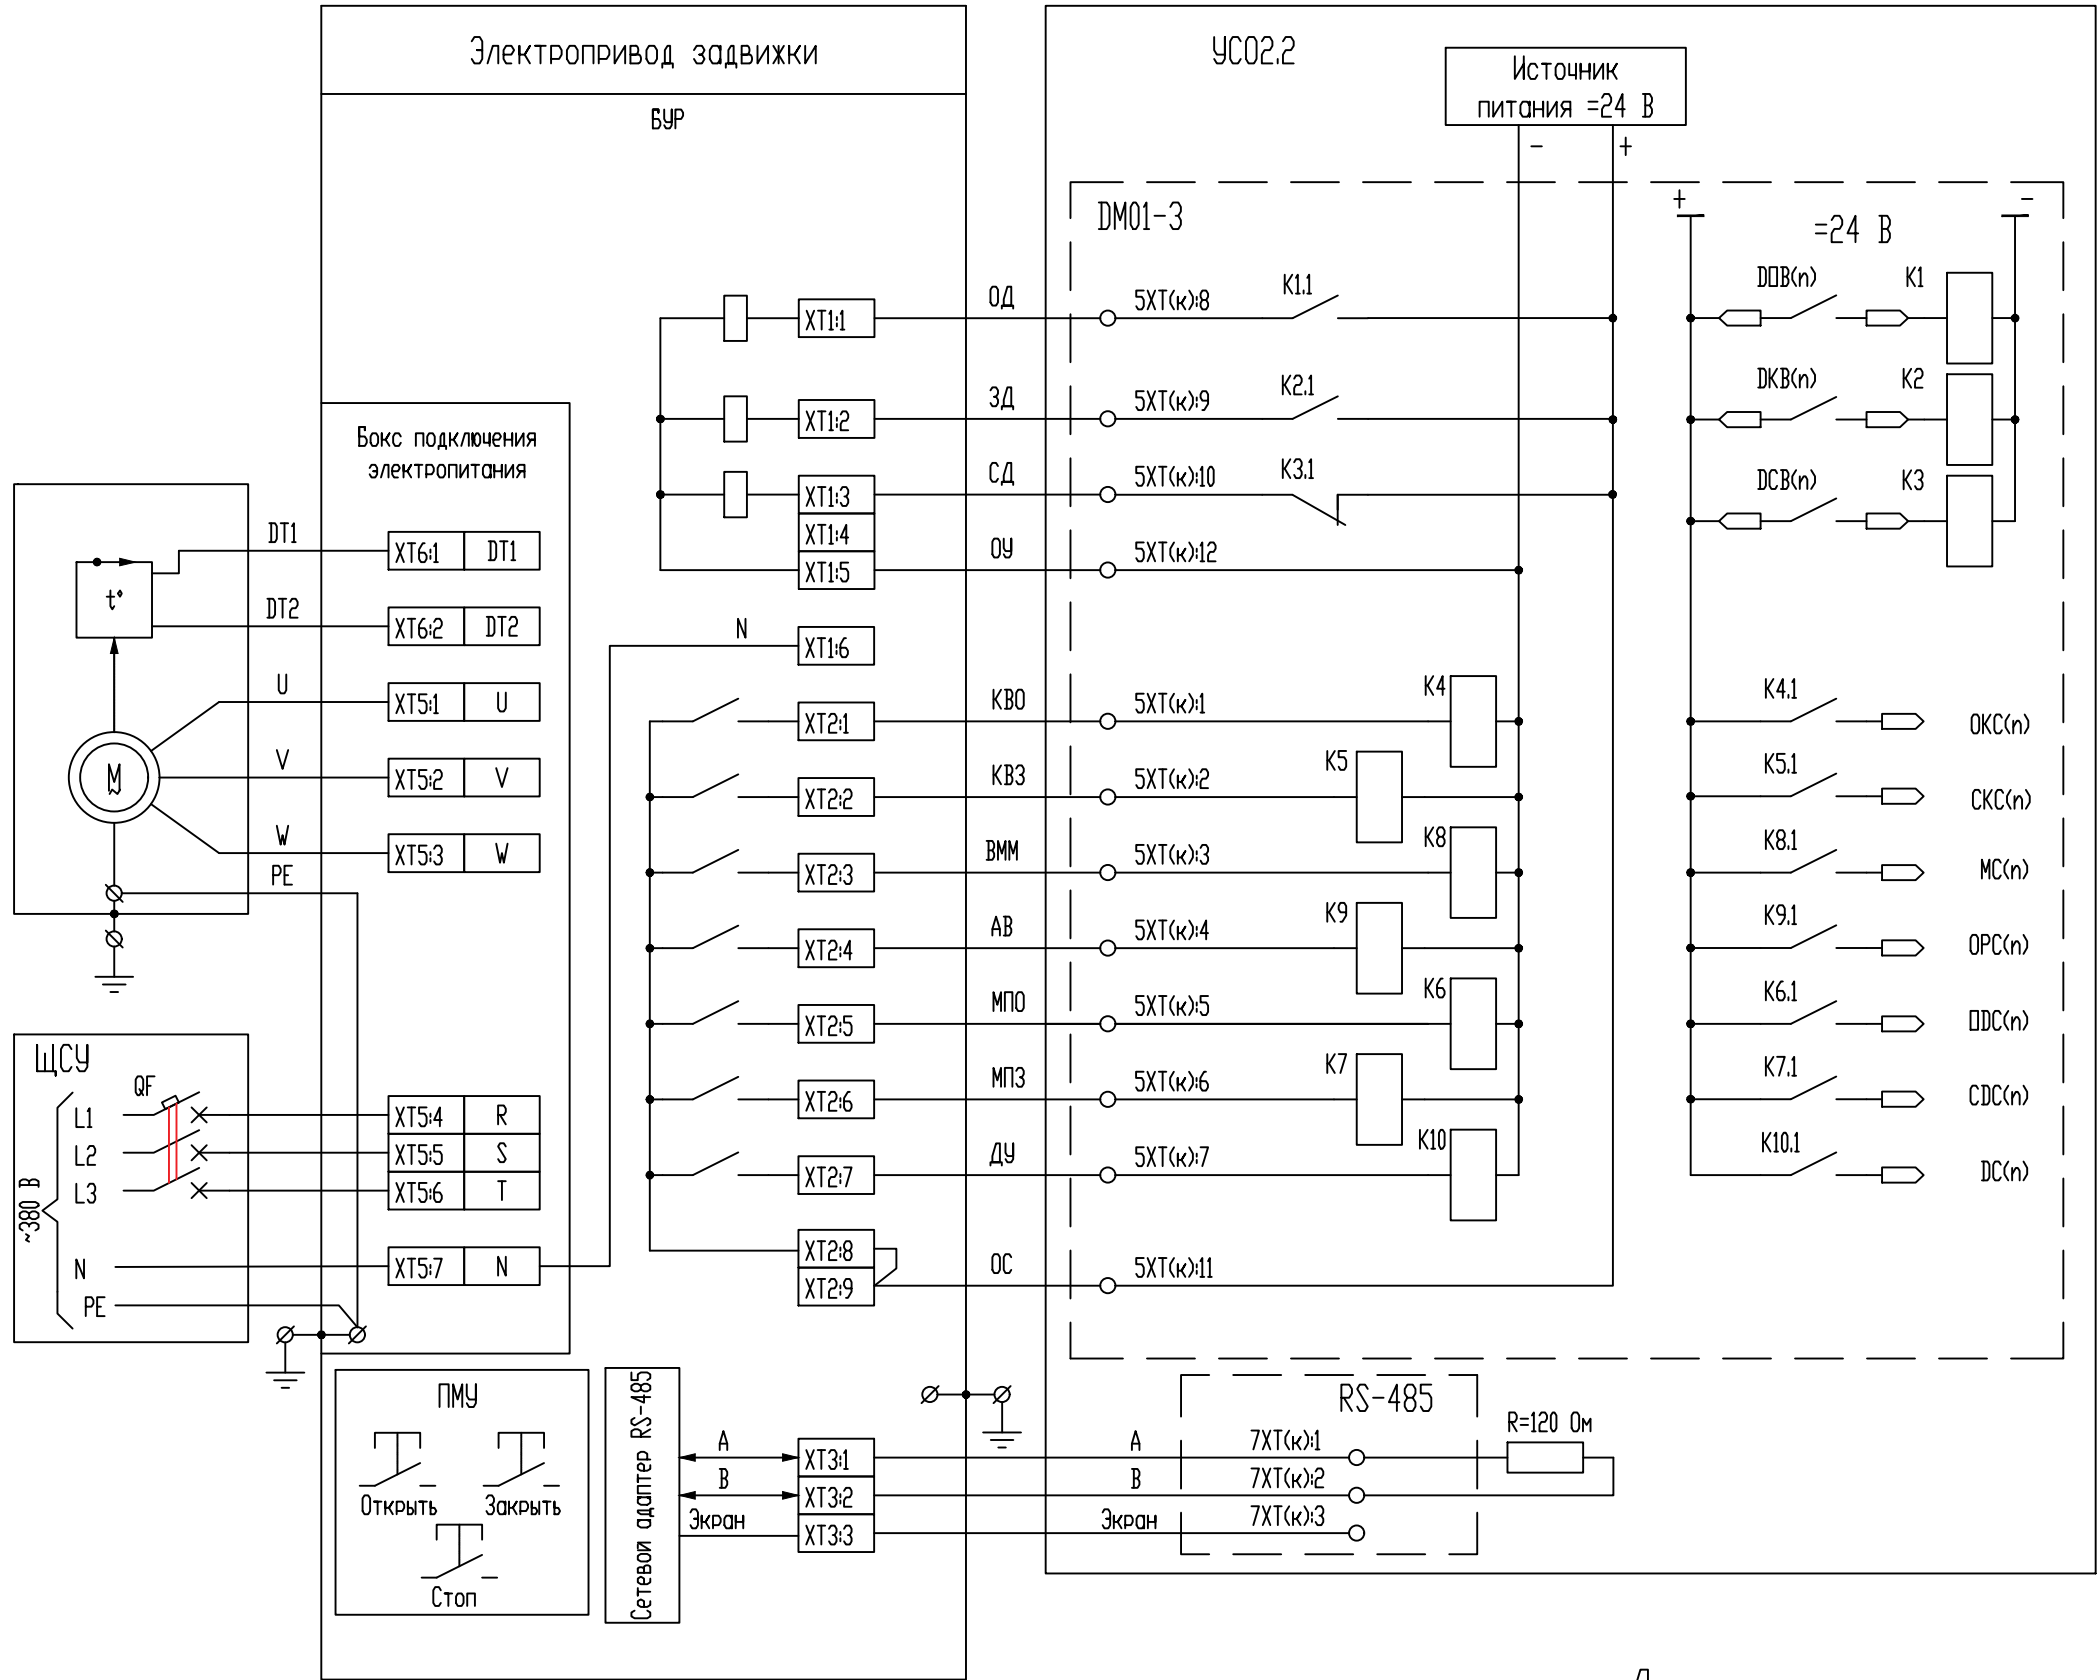 Электропривод задвижки
БУР
Бокс подключения
электропитания
DT1
t°
DT2
U
V
M
W
PE
XT6:1 DT1
XT6:2 DT2
XT5:1 U
XT5:2 V
XT5:3 W
ЩСУ
QF
L1
L2
L3
~380 В
N
PE
XT5:4 R
XT5:5 S
XT5:6 T
XT5:7 N
ПМУ
Открыть
Закрыть
Стоп
Сетевой адаптер RS-485
A
B
Экран
XT1:1
XT1:2
XT1:3
XT1:4
XT1:5
N
XT1:6
XT2:1
XT2:2
XT2:3
XT2:4
XT2:5
XT2:6
XT2:7
XT2:8
XT2:9
XT3:1
XT3:2
XT3:3
ОД
ЗД
СД
ОУ
КВО
КВЗ
ВММ
АВ
МПО
МПЗ
ДУ
ОС
УСО2.2
Источник
питания =24 В
- +
DM01-3
5XT(к):8 K1.1
5XT(к):9 K2.1
5XT(к):10 K3.1
5XT(к):12
5XT(к):1 K4
5XT(к):2 K5
5XT(к):3 K8
5XT(к):4 K9
5XT(к):5 K6
5XT(к):6 K7
5XT(к):7 K10
5XT(к):11
+ -
=24 В
DОВ(n) K1
DКВ(n) K2
DСВ(n) K3
K4.1 ОКС(n)
K5.1 СКС(n)
K8.1 МС(n)
K9.1 ОРС(n)
K6.1 ПDС(n)
K7.1 CDC(n)
K10.1 DC(n)
RS-485
A 7XT(к):1
B 7XT(к):2
Экран 7XT(к):3
R=120 Ом